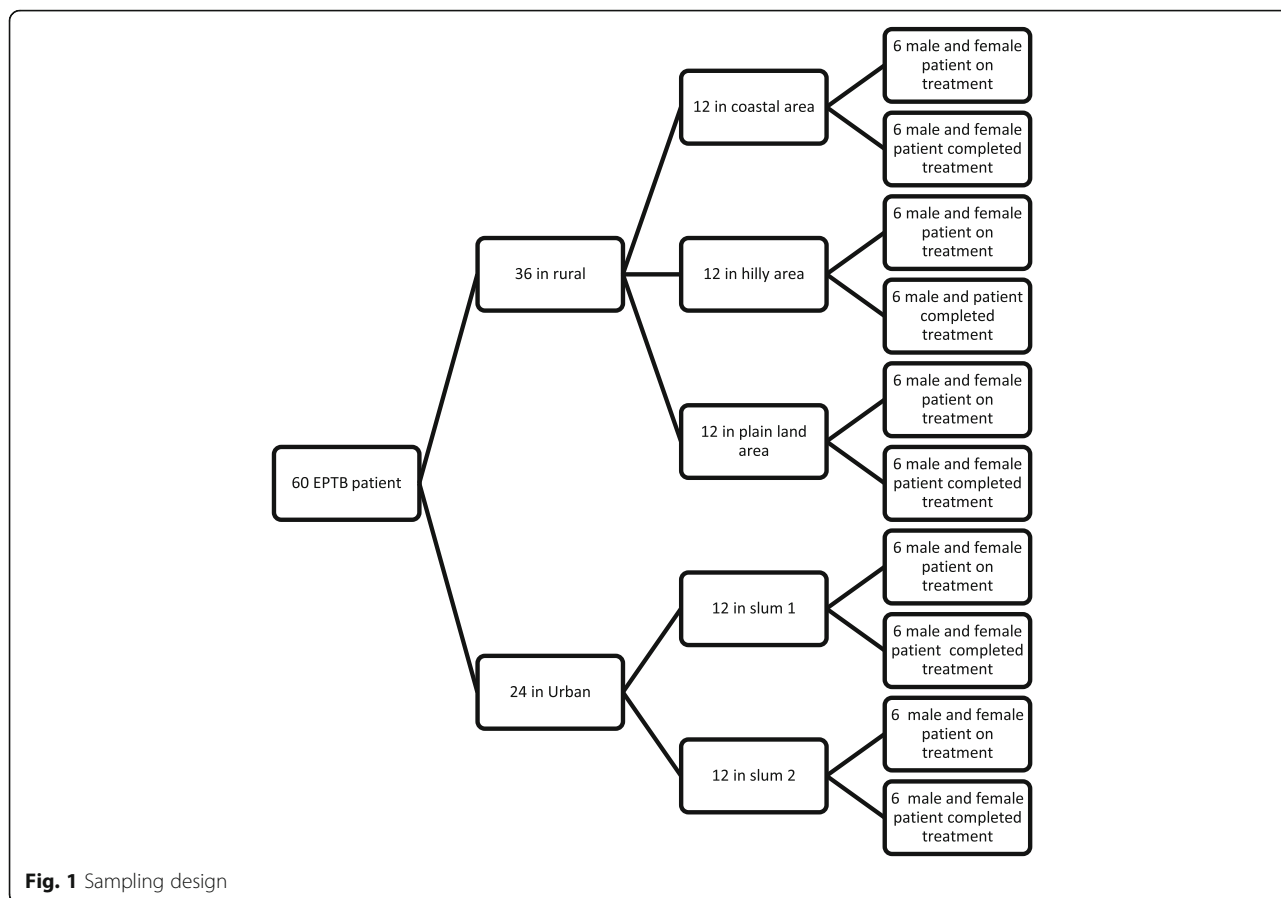 60 EPTB patient
36 in rural
12 in coastal area
6 male and female
patient on
treatment
6 male and female
patient completed
treatment
12 in hilly area
6 male and female
patient on
treatment
6 male and patient
completed
treatment
12 in plain land
area
6 male and female
patient on
treatment
6 male and female
patient completed
treatment
24 in Urban
12 in slum 1
6 male and female
patient on
treatment
6 male and female
patient  completed
treatment
12 in slum 2
6  male and female
patient on
treatment
6  male and female
patient completed
treatment
Fig. 1 Sampling design